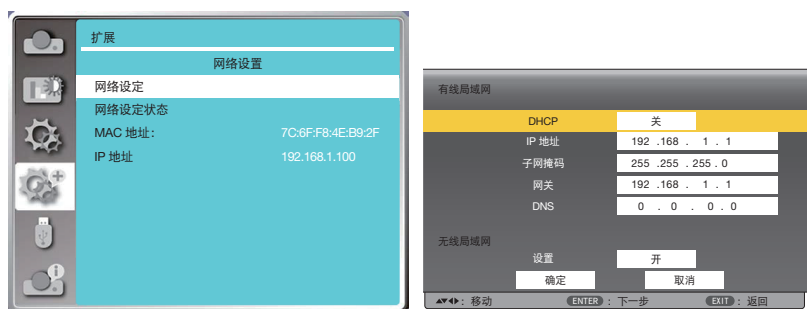 扩展
网络设置
网络设定
网络设定状态
MAC 地址: 7C:6F:F8:4E:B9:2F
IP 地址 192.168.1.100
有线局域网
DHCP 关
IP 地址 192 .168 . 1 . 1
子网掩码 255 .255 . 255 . 0
网关 192 .168 . 1 . 1
DNS 0 . 0 . 0 . 0
无线局域网
设置 开
确定 取消
▲▼◀▶: 移动 ENTER : 下一步 EXIT : 返回